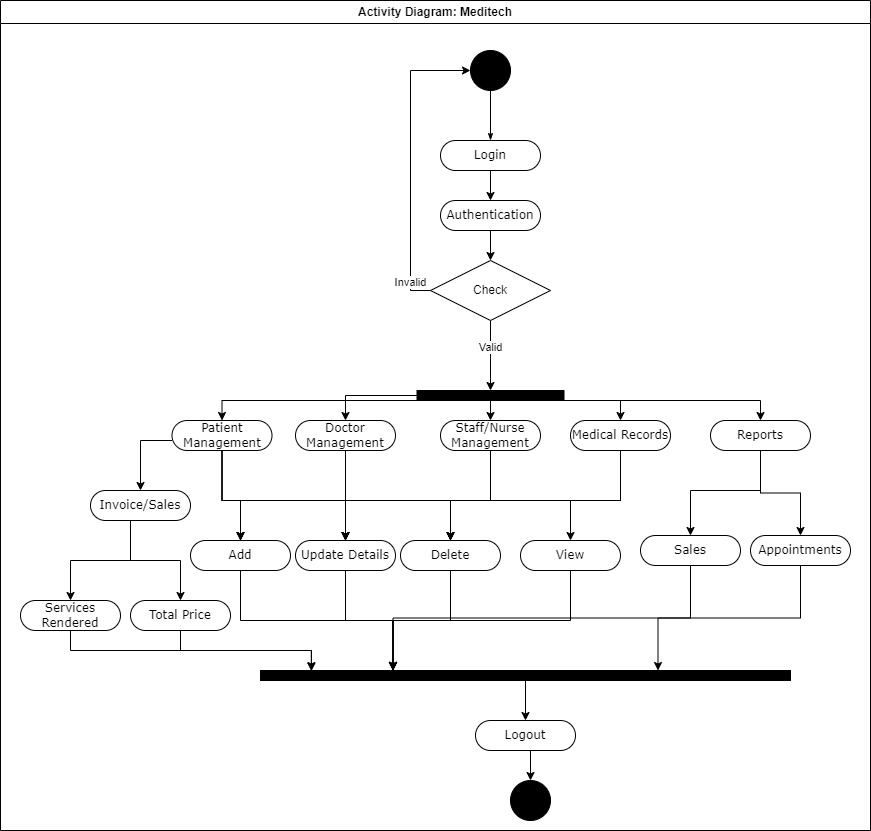 Activity Diagram: Meditech
Login
Authentication
Check
Invalid
Valid
Patient
Management
Doctor
Management
Staff/Nurse
Management
Medical Records
Reports
Invoice/Sales
Add
Update Details
Delete
View
Sales
Appointments
Services
Rendered
Total Price
Logout